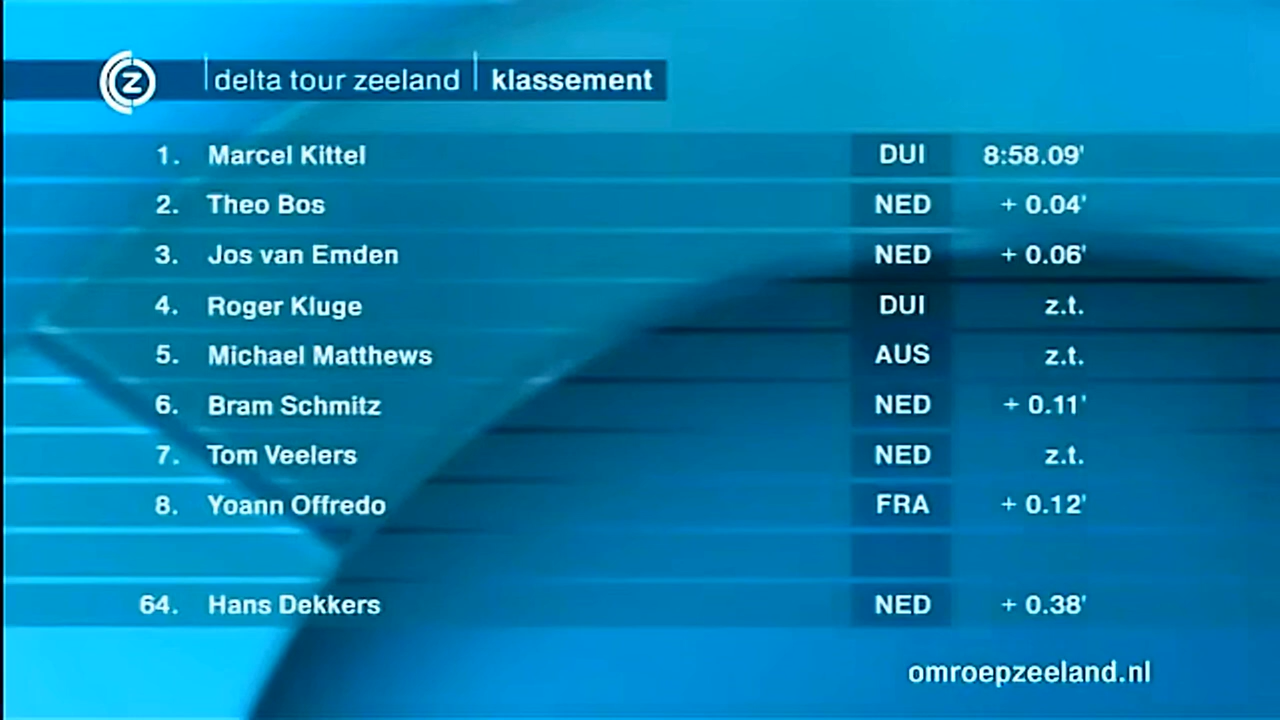 Z delta tour zeeland klassement
1. Marcel Kittel DUI 8:58.09'
2. Theo Bos NED + 0.04'
3. Jos van Emden NED + 0.06'
4. Roger Kluge DUI z.t.
5. Michael Matthews AUS z.t.
6. Bram Schmitz NED + 0.11'
7. Tom Veelers NED z.t.
8. Yoann Offredo FRA + 0.12'
64. Hans Dekkers NED + 0.38'
omroepzeeland.nl